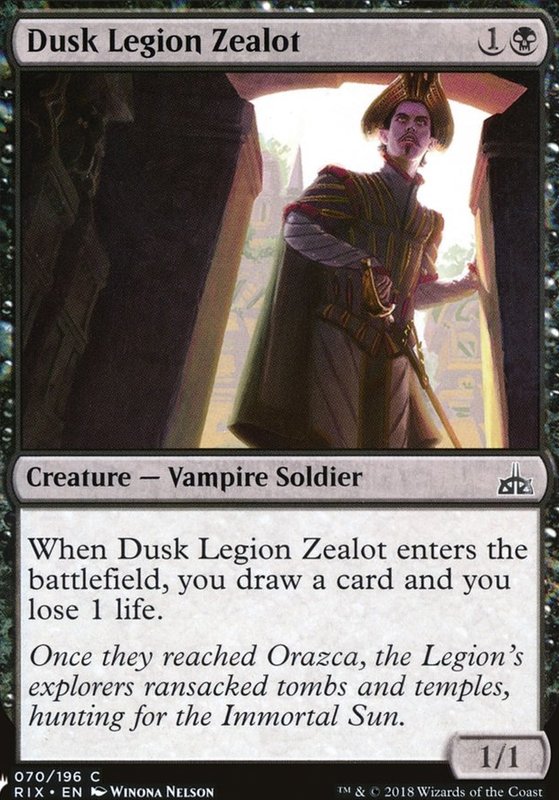 Dusk Legion Zealot 1
Creature — Vampire Soldier
When Dusk Legion Zealot enters the
battlefield, you draw a card and you
lose 1 life.
Once they reached Orazca, the Legion's
explorers ransacked tombs and temples,
hunting for the Immortal Sun.
1/1
070/196 C
RIX • EN Winona Nelson
™ & © 2018 Wizards of the Coast